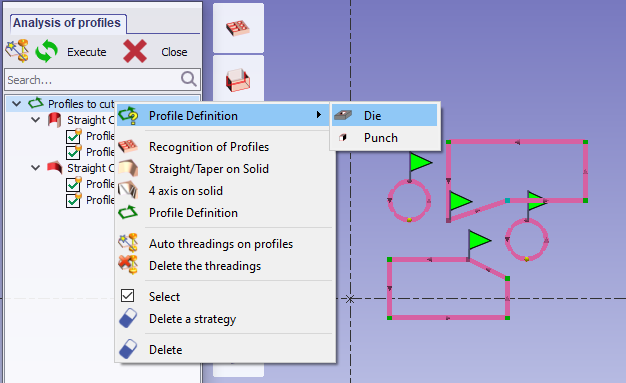 Analysis of profiles
Execute
Close
Search...
Profiles to cut
Straight C
Profile
Profile
Straight C
Profile
Profile
Profile Definition
Die
Punch
Recognition of Profiles
Straight/Taper on Solid
4 axis on solid
Profile Definition
Auto threadings on profiles
Delete the threadings
Select
Delete a strategy
Delete